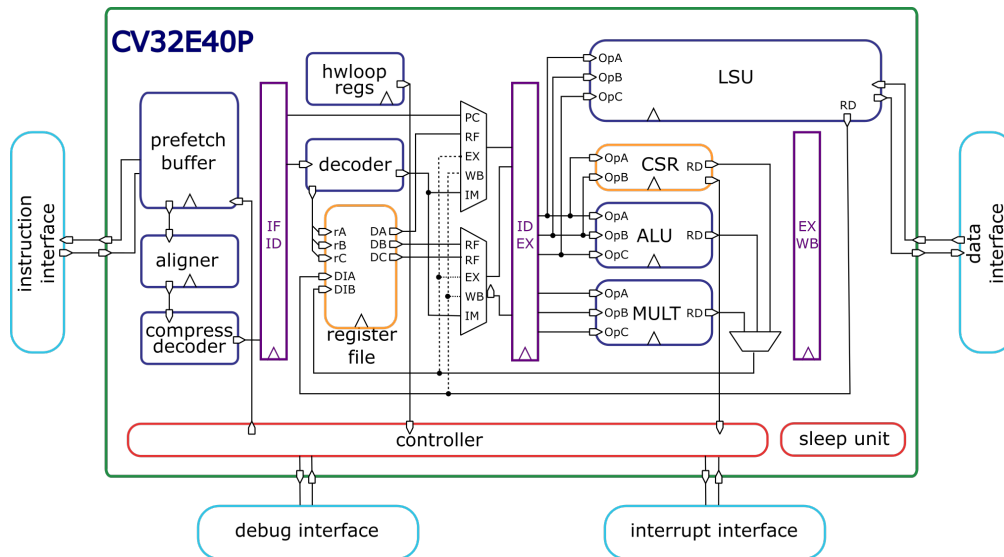 CV32E40P
instruction
interface
prefetch
buffer
aligner
compress
decoder
IF
ID
hwloop
regs
decoder
rA
rB
rC
DIA
DIB
DA
DB
DC
register
file
PC
RF
EX
WB
IM
RF
RF
EX
WB
IM
ID
EX
OpA
OpB
OpC
LSU
RD
OpA
OpB
CSR
RD
OpA
OpB
OpC
ALU
RD
OpA
OpB
OpC
MULT
RD
EX
WB
data
interface
controller
sleep unit
debug interface
interrupt interface